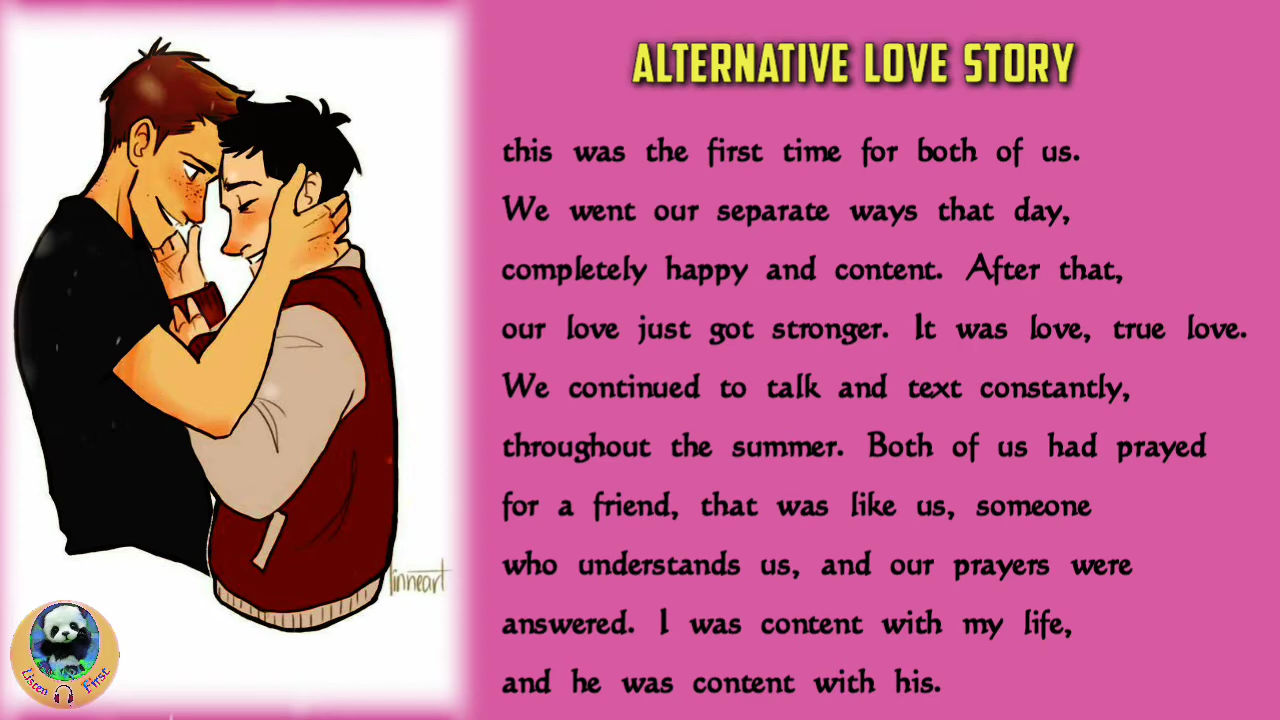 ALTERNATIVE LOVE STORY
this was the first time for both of us.
We went our separate ways that day,
completely happy and content. After that,
our love just got stronger. It was love, true love.
We continued to talk and text constantly,
throughout the summer. Both of us had prayed
for a friend, that was like us, someone
who understands us, and our prayers were
answered. I was content with my life,
and he was content with his.
linneart
Listen First